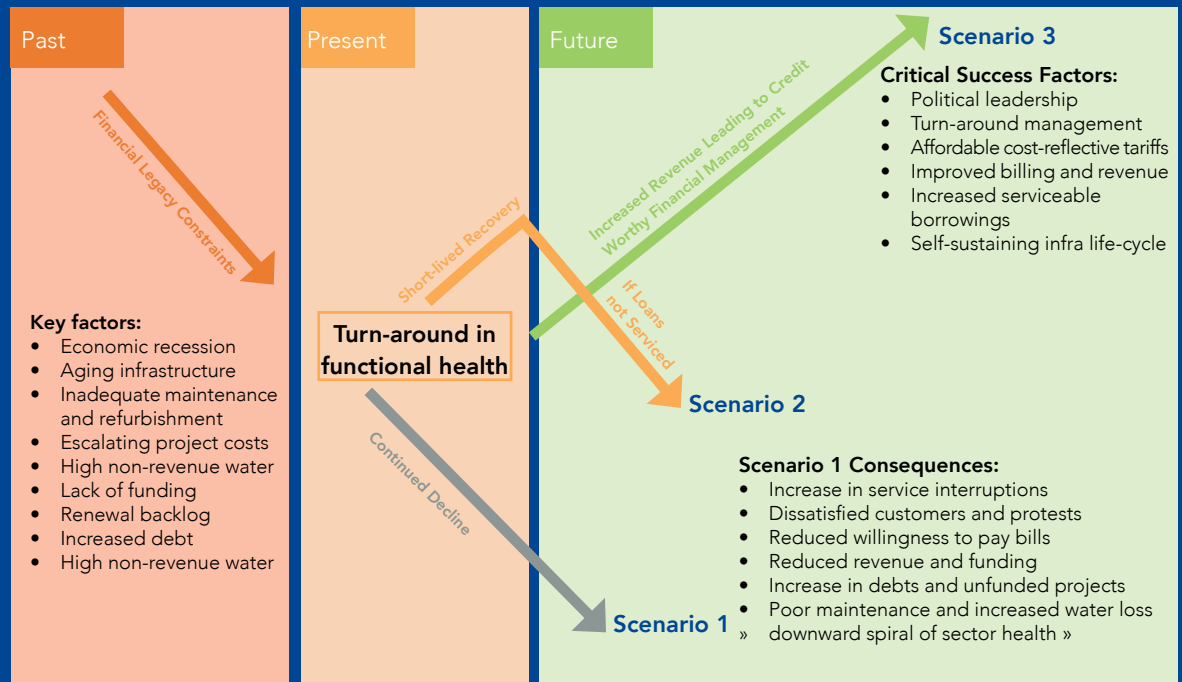 Past
Financial Legacy Constraints
Key factors:
• Economic recession
• Aging infrastructure
• Inadequate maintenance
and refurbishment
• Escalating project costs
• High non-revenue water
• Lack of funding
• Renewal backlog
• Increased debt
• High non-revenue water
Present
Short-lived Recovery
Turn-around in
functional health
Continued Decline
Future
Increased Revenue Leading to Credit
Worthy Financial Management
If Loans
not Serviced
Scenario 3
Critical Success Factors:
• Political leadership
• Turn-around management
• Affordable cost-reflective tariffs
• Improved billing and revenue
• Increased serviceable
borrowings
• Self-sustaining infra life-cycle
Scenario 2
Scenario 1 Consequences:
• Increase in service interruptions
• Dissatisfied customers and protests
• Reduced willingness to pay bills
• Reduced revenue and funding
• Increase in debts and unfunded projects
• Poor maintenance and increased water loss
» downward spiral of sector health »
Scenario 1